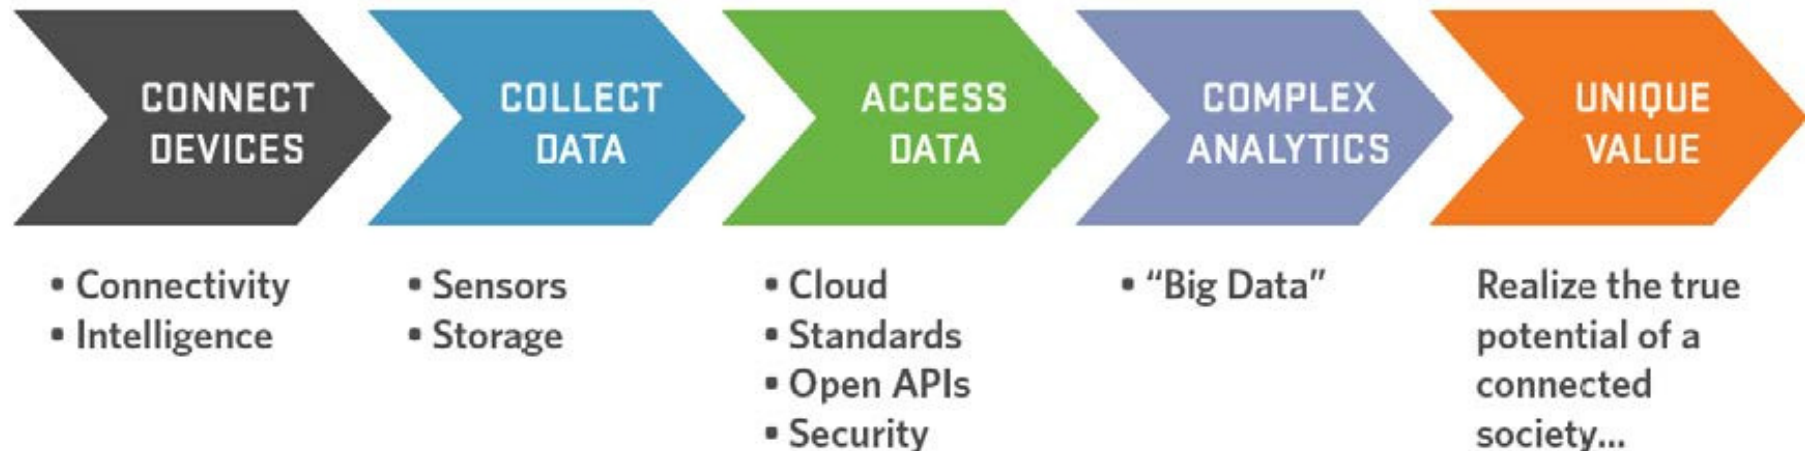 CONNECT
DEVICES
COLLECT
DATA
ACCESS
DATA
COMPLEX
ANALYTICS
UNIQUE
VALUE
▪ Connectivity
▪ Intelligence
▪ Sensors
▪ Storage
▪ Cloud
▪ Standards
▪ Open APIs
▪ Security
▪ “Big Data”
Realize the true
potential of a
connected
society...